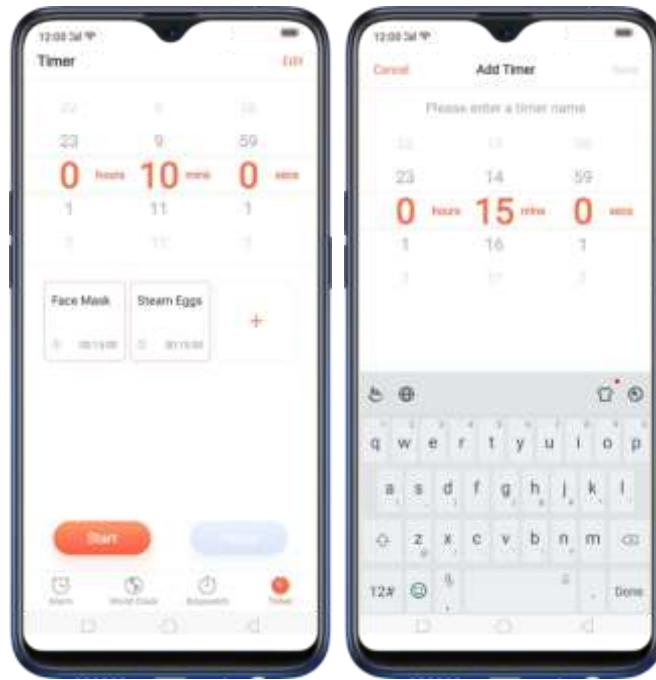 12:00
Timer
Edit
23 9 59
0 hours 10 mins 0 secs
1 11 1
Face Mask
Steam Eggs
+
Start
Alarm
World Clock
Stopwatch
Timer
12:00
Cancel
Add Timer
Save
Please enter a timer name
23 14 59
0 hours 15 mins 0 secs
1 16 1
q w e r t y u i o p
a s d f g h j k l
z x c v b n m
12# , . Done